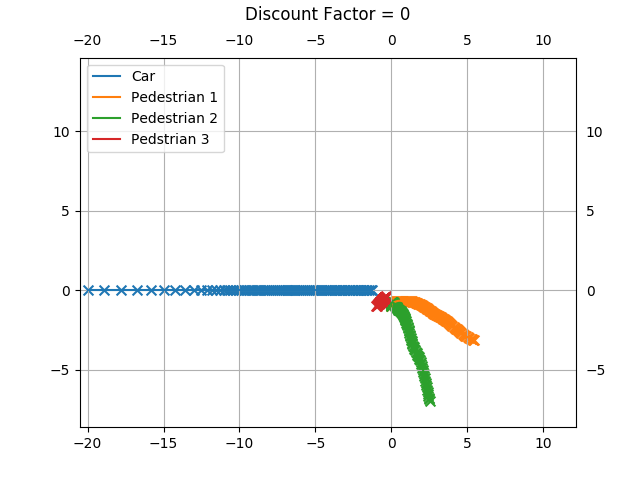 Discount Factor = 0
−20 −15 −10 −5 0 5 10
Car
Pedestrian 1
Pedestrian 2
Pedstrian 3
10 10
5 5
0 0
−5 −5
−20 −15 −10 −5 0 5 10